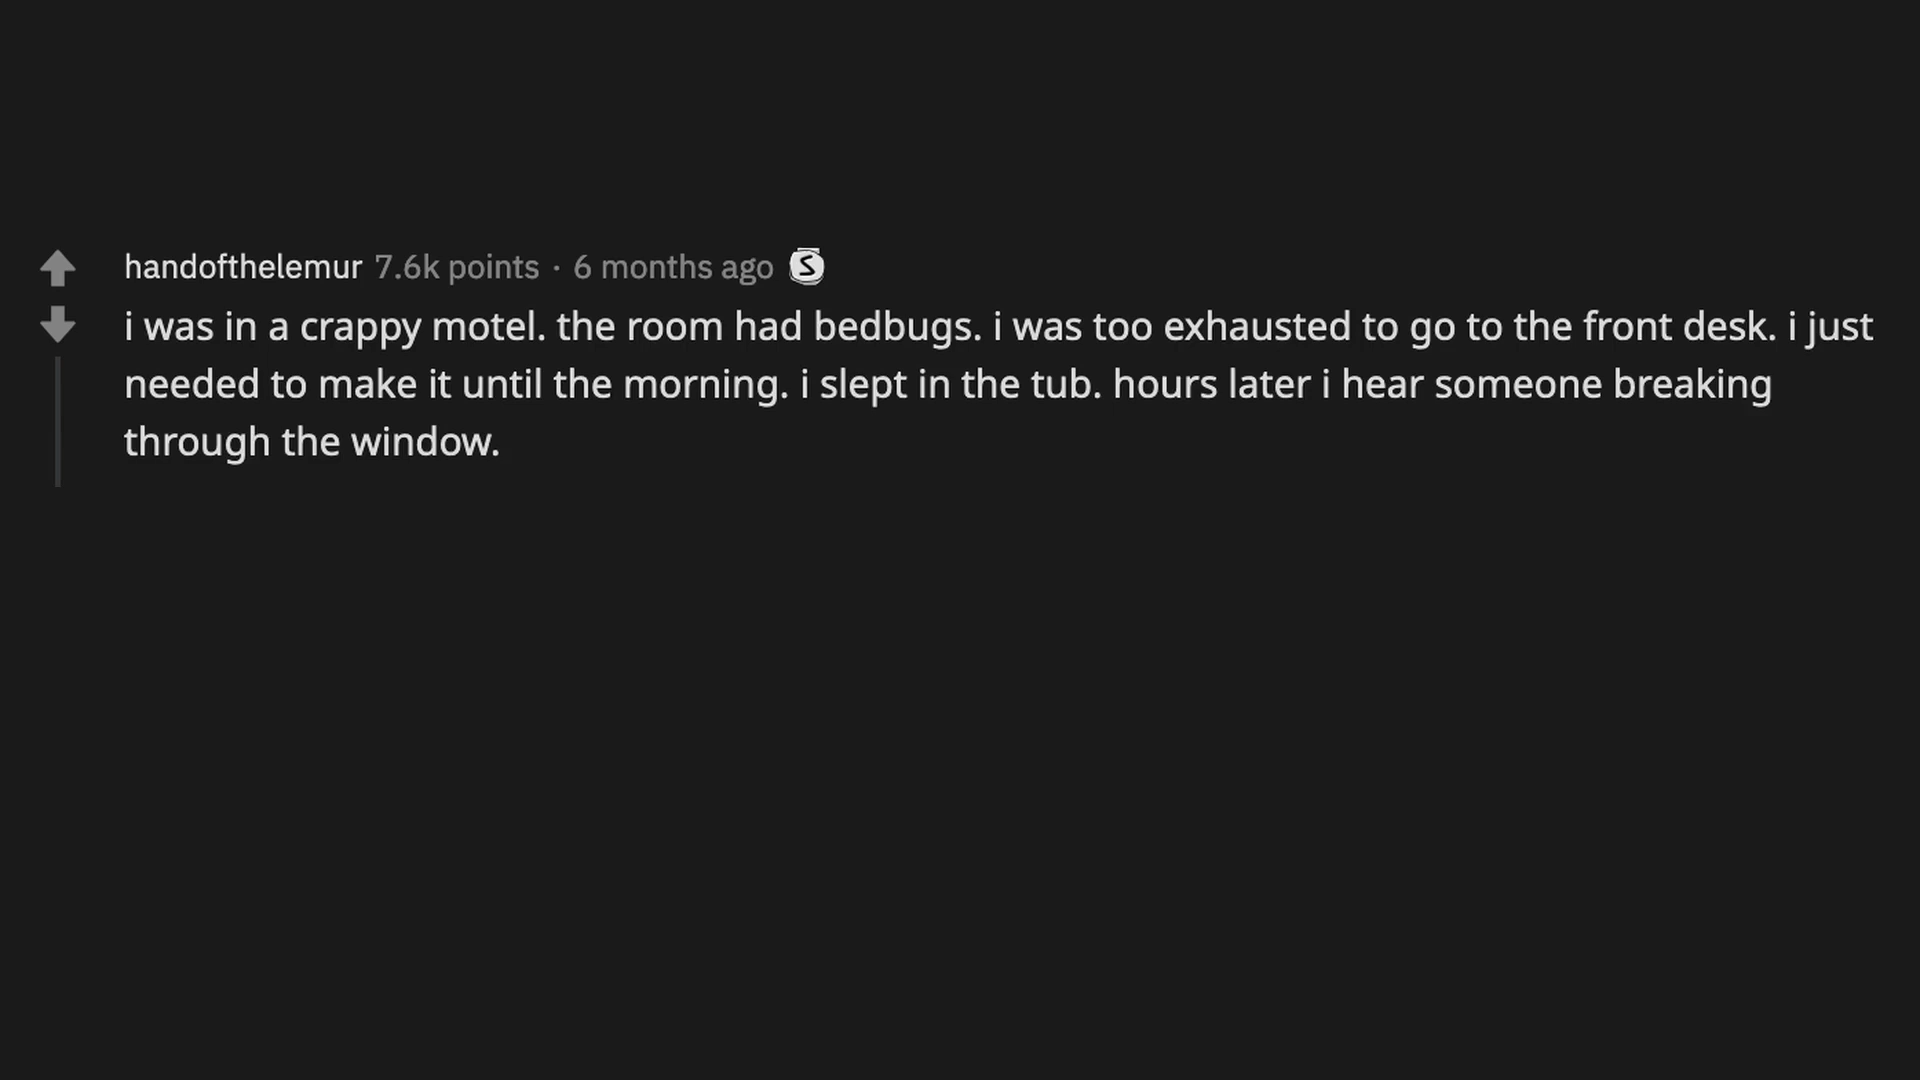 handofthelemur 7.6k points · 6 months ago S
i was in a crappy motel. the room had bedbugs. i was too exhausted to go to the front desk. i just
needed to make it until the morning. i slept in the tub. hours later i hear someone breaking
through the window.